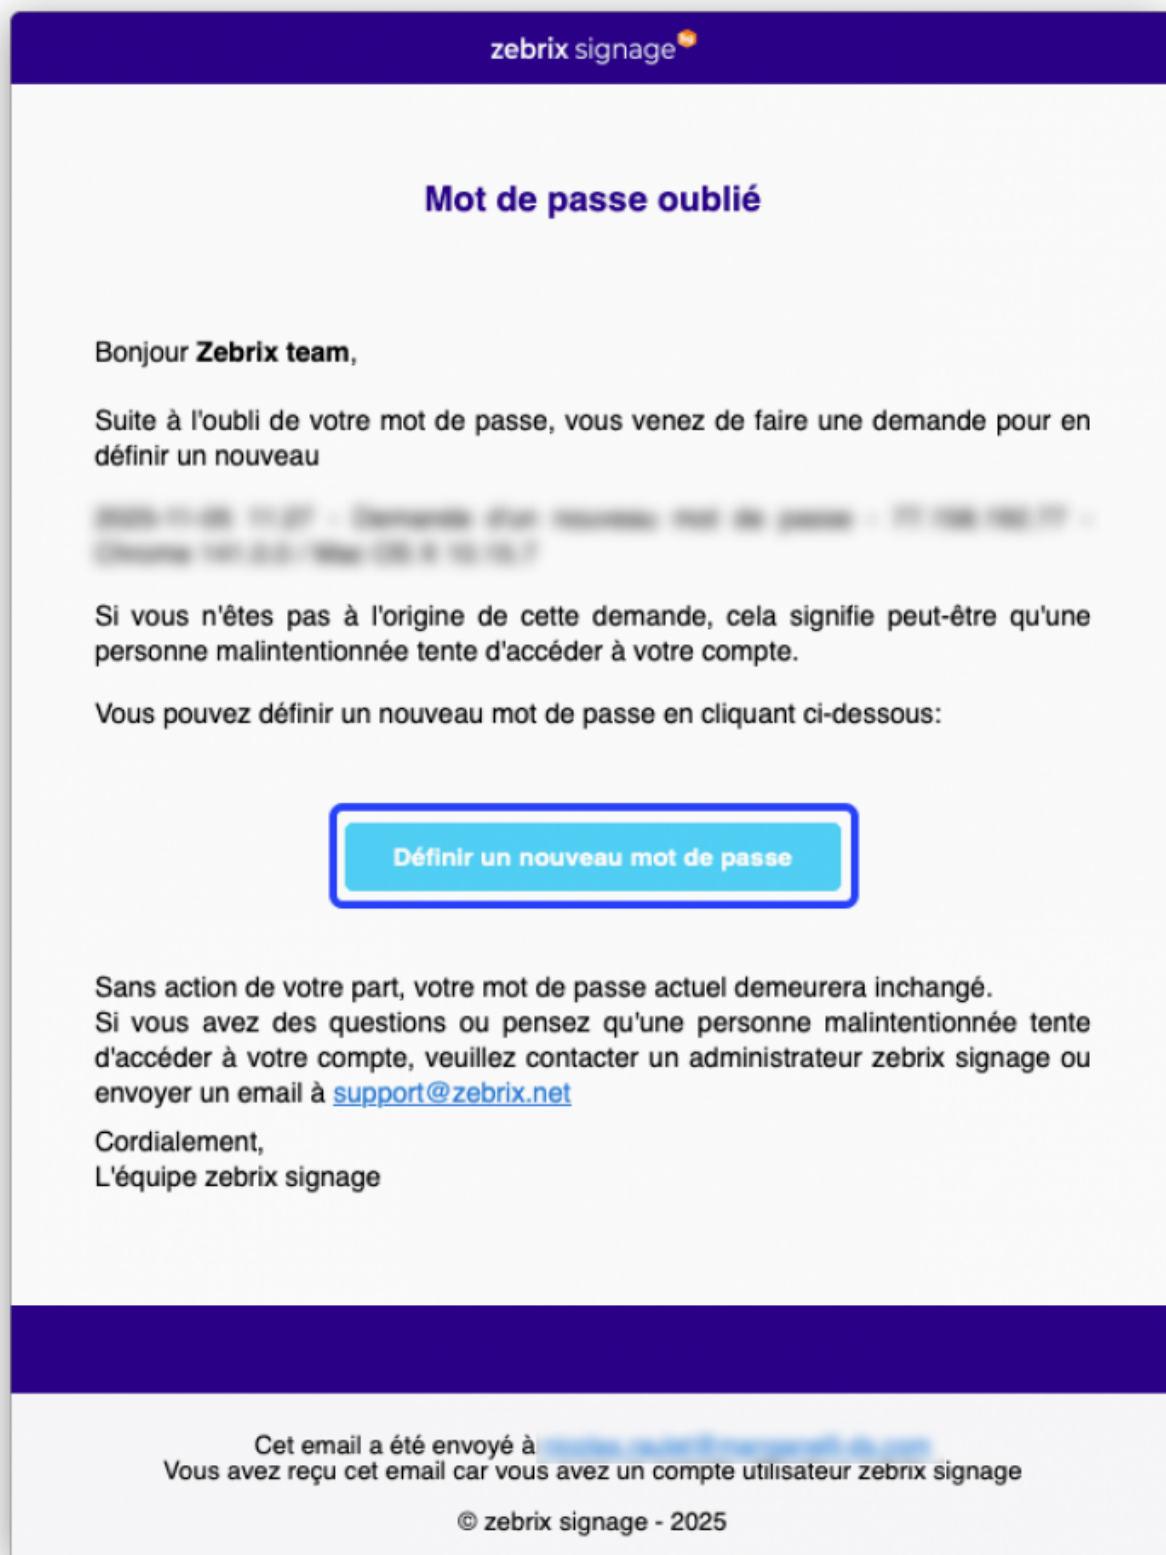 zebrix signage
Mot de passe oublié
Bonjour Zebrix team,
Suite à l'oubli de votre mot de passe, vous venez de faire une demande pour en
définir un nouveau
Si vous n'êtes pas à l'origine de cette demande, cela signifie peut-être qu'une
personne malintentionnée tente d'accéder à votre compte.
Vous pouvez définir un nouveau mot de passe en cliquant ci-dessous:
Définir un nouveau mot de passe
Sans action de votre part, votre mot de passe actuel demeurera inchangé.
Si vous avez des questions ou pensez qu'une personne malintentionnée tente
d'accéder à votre compte, veuillez contacter un administrateur zebrix signage ou
envoyer un email à support@zebrix.net
Cordialement,
L'équipe zebrix signage
Cet email a été envoyé à
Vous avez reçu cet email car vous avez un compte utilisateur zebrix signage
© zebrix signage - 2025